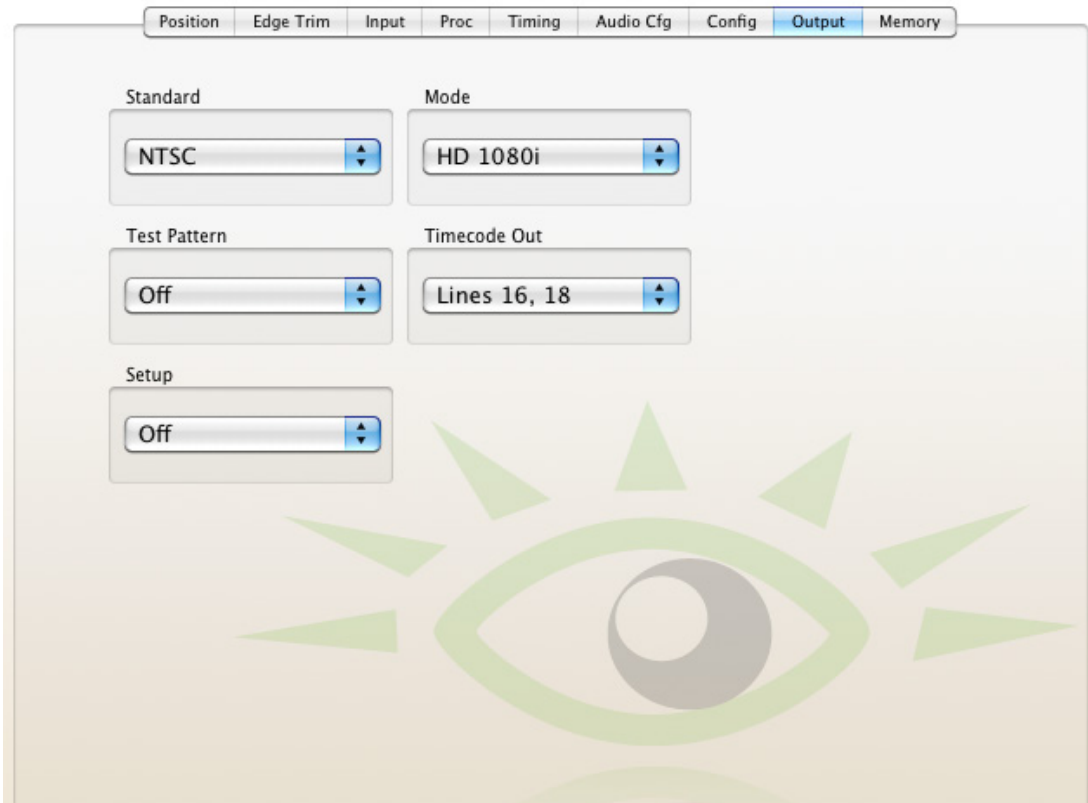 Position Edge Trim Input Proc Timing Audio Cfg Config Output Memory
Standard Mode
NTSC HD 1080i
Test Pattern Timecode Out
Off Lines 16, 18
Setup
Off